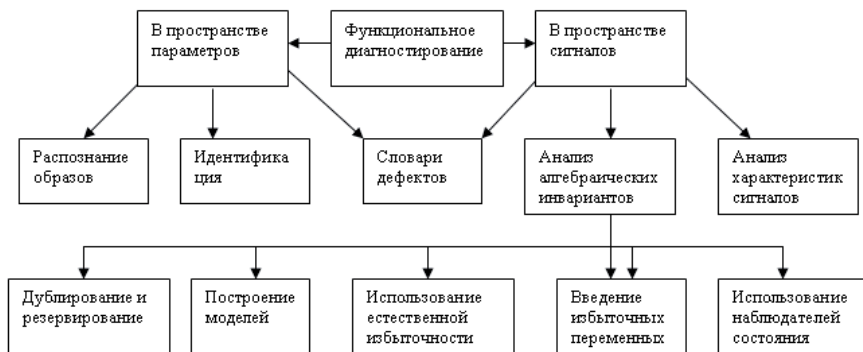 В пространстве
параметров
Функциональное
диагностирование
В пространстве
сигналов
Распознание
образов
Идентифика
ция
Словари
дефектов
Анализ
алгебраических
инвариантов
Анализ
характеристик
сигналов
Дублирование и
резервирование
Построение
моделей
Использование
естественной
избыточности
Введение
избыточных
переменных
Использование
наблюдателей
состояния